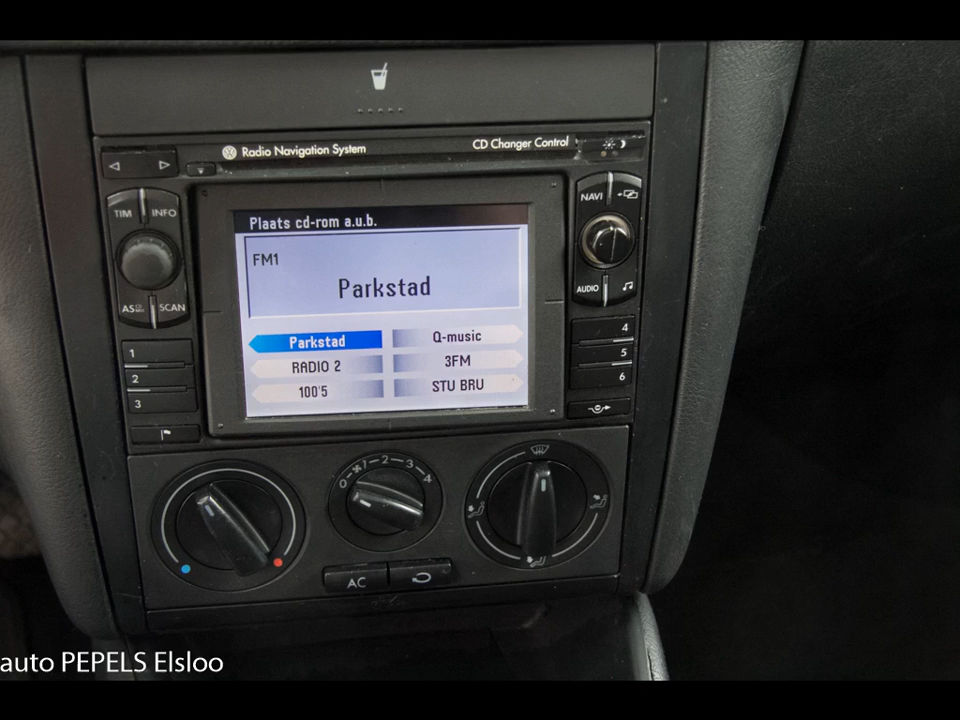 Radio Navigation System
CD Changer Control
TIM INFO
AS SCAN
NAVI
AUDIO
Plaats cd-rom a.u.b.
FM1
Parkstad
Parkstad Q-music
RADIO 2 3FM
100'5 STU BRU
1
2
3
4
5
6
0 1 2 3 4
AC
auto PEPELS Elsloo